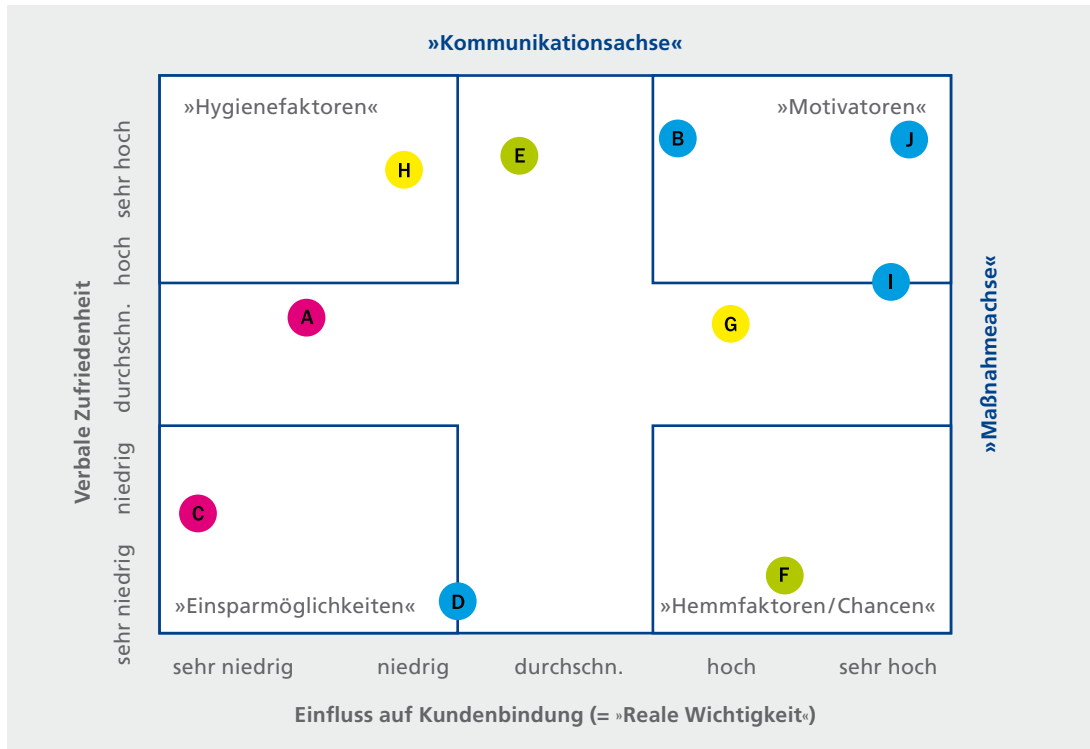 »Kommunikationsachse«
»Hygienefaktoren«
»Motivatoren«
B
J
E
H
I
A
G
C
F
D
»Einsparmöglichkeiten«
»Hemmfaktoren/Chancen«
Verbale Zufriedenheit
sehr hoch
hoch
durchschn.
niedrig
sehr niedrig
»Maßnahmeachse«
sehr niedrig
niedrig
durchschn.
hoch
sehr hoch
Einfluss auf Kundenbindung (= »Reale Wichtigkeit«)